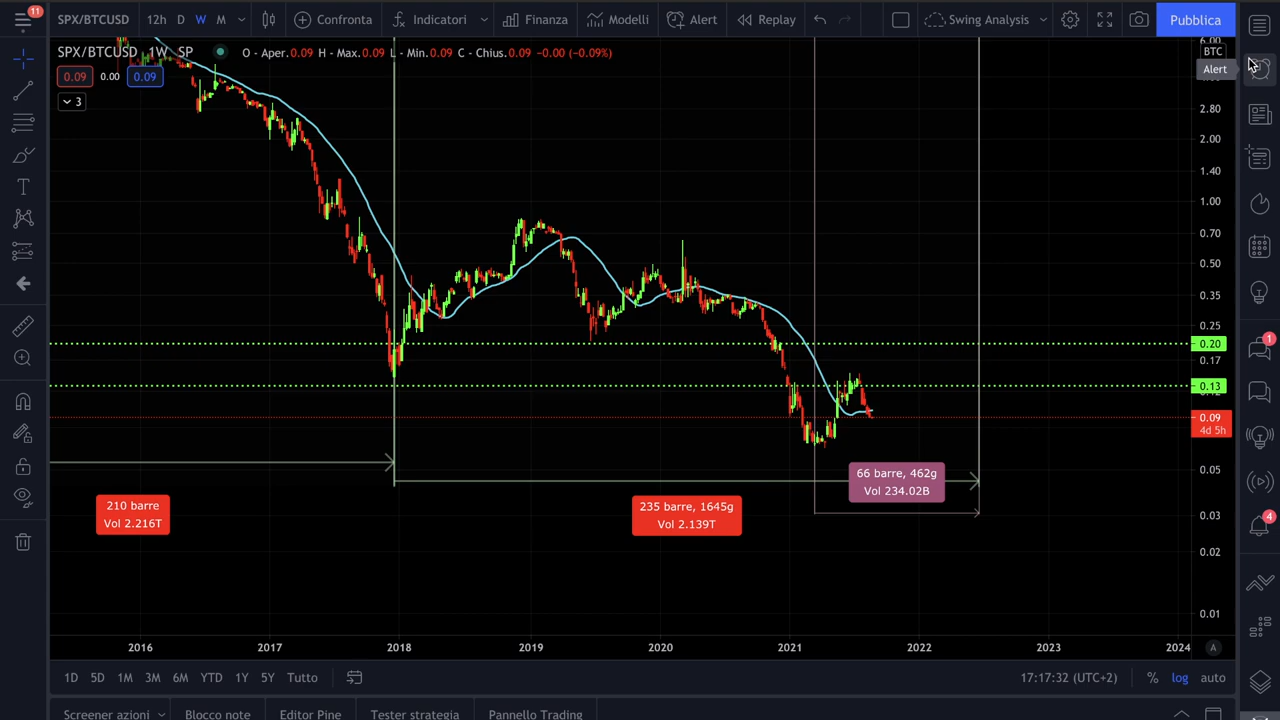 11
SPX/BTCUSD 12h D W M Confronta Indicatori Finanza Modelli Alert Replay Swing Analysis Pubblica
SPX/BTCUSD 1W SP O - Aper.0.09 H - Max.0.09 L - Min.0.09 C - Chius.0.09 -0.00 (-0.09%)
0.09 0.00 0.09
3
6.00
BTC
Alert
2.80
2.00
1.40
1.00
0.70
0.50
0.35
0.25
0.20
0.17
0.13
0.09
4d 5h
0.05
0.03
0.02
0.01
66 barre, 462g
Vol 234.02B
210 barre
Vol 2.216T
235 barre, 1645g
Vol 2.139T
1
4
2016 2017 2018 2019 2020 2021 2022 2023 2024 A
1D 5D 1M 3M 6M YTD 1Y 5Y Tutto 17:17:32 (UTC+2) % log auto
Screener azioni Blocco note Editor Pine Tester strategia Pannello Trading